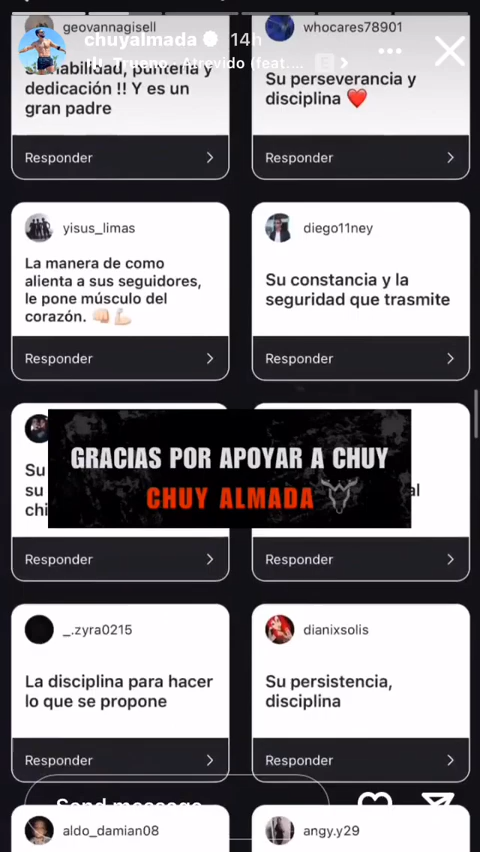 geovannagisell
whocares78901
chuyalmada
14h
Trueno - Atrevido (feat....
E
puntería y
dedicación !! Y es un
gran padre
Su perseverancia y
disciplina ❤️
Responder
Responder
yisus_limas
diego11ney
La manera de como
alienta a sus seguidores,
le pone músculo del
corazón. 👊🏻💪🏻
Su constancia y la
seguridad que trasmite
Responder
Responder
GRACIAS POR APOYAR A CHUY
CHUY ALMADA
Su
su
al
Responder
Responder
_.zyra0215
dianixsolis
La disciplina para hacer
lo que se propone
Su persistencia,
disciplina
Responder
Responder
Send message
aldo_damian08
angy.y29